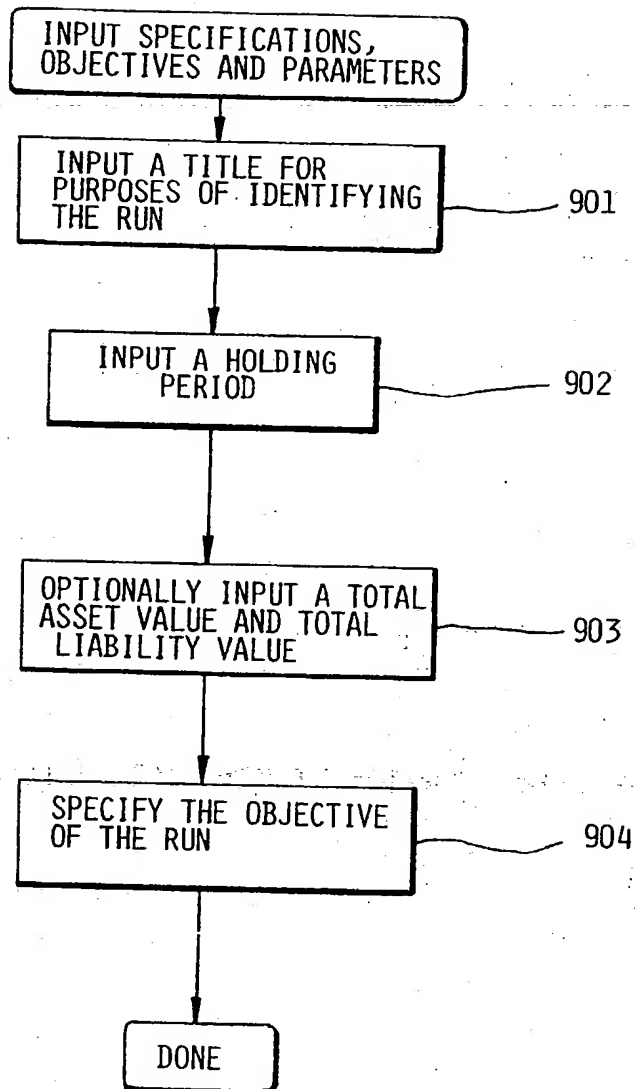 INPUT SPECIFICATIONS,
OBJECTIVES AND PARAMETERS
INPUT A TITLE FOR
PURPOSES OF IDENTIFYING
THE RUN
901
INPUT A HOLDING
PERIOD
902
OPTIONALLY INPUT A TOTAL
ASSET VALUE AND TOTAL
LIABILITY VALUE
903
SPECIFY THE OBJECTIVE
OF THE RUN
904
DONE